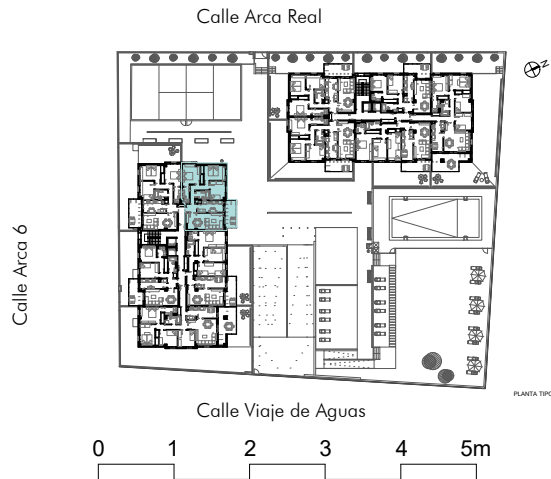 Calle Arca Real
N
Calle Arca 6
PLANTA TIPO
Calle Viaje de Aguas
0 1 2 3 4 5m